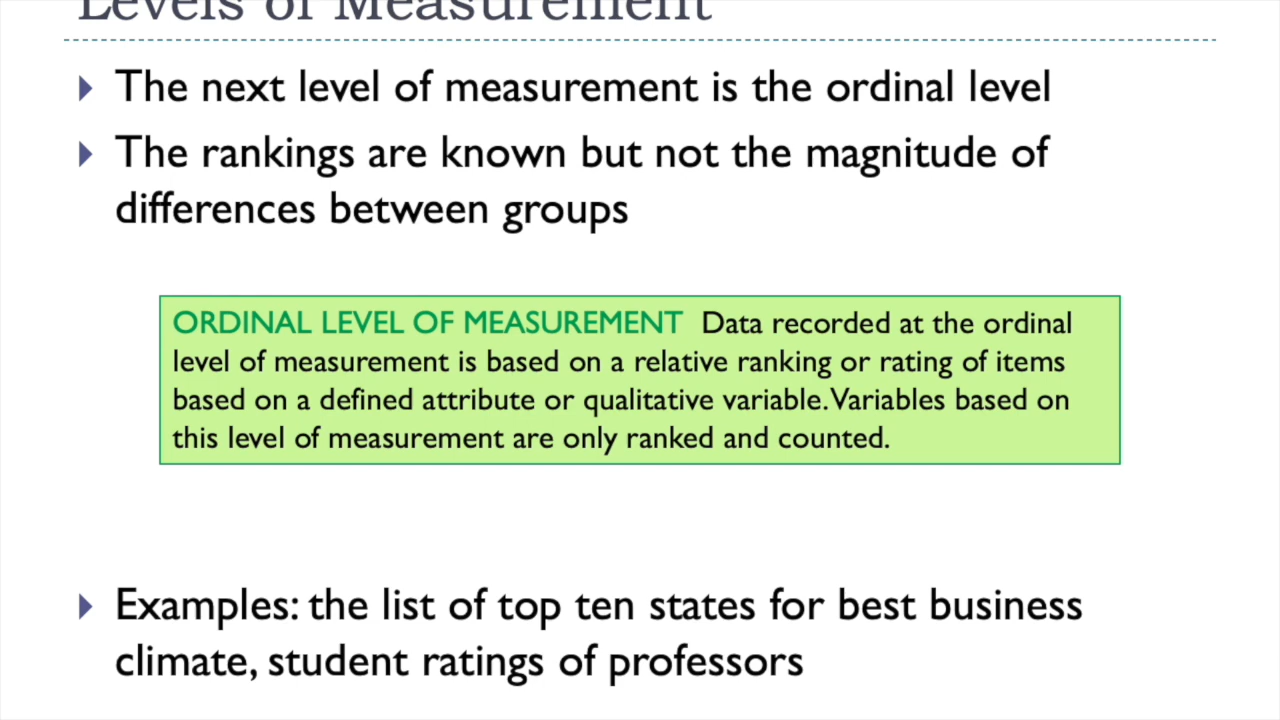 Levels of Measurement
The next level of measurement is the ordinal level
The rankings are known but not the magnitude of
differences between groups
ORDINAL LEVEL OF MEASUREMENT Data recorded at the ordinal
level of measurement is based on a relative ranking or rating of items
based on a defined attribute or qualitative variable. Variables based on
this level of measurement are only ranked and counted.
Examples: the list of top ten states for best business
climate, student ratings of professors